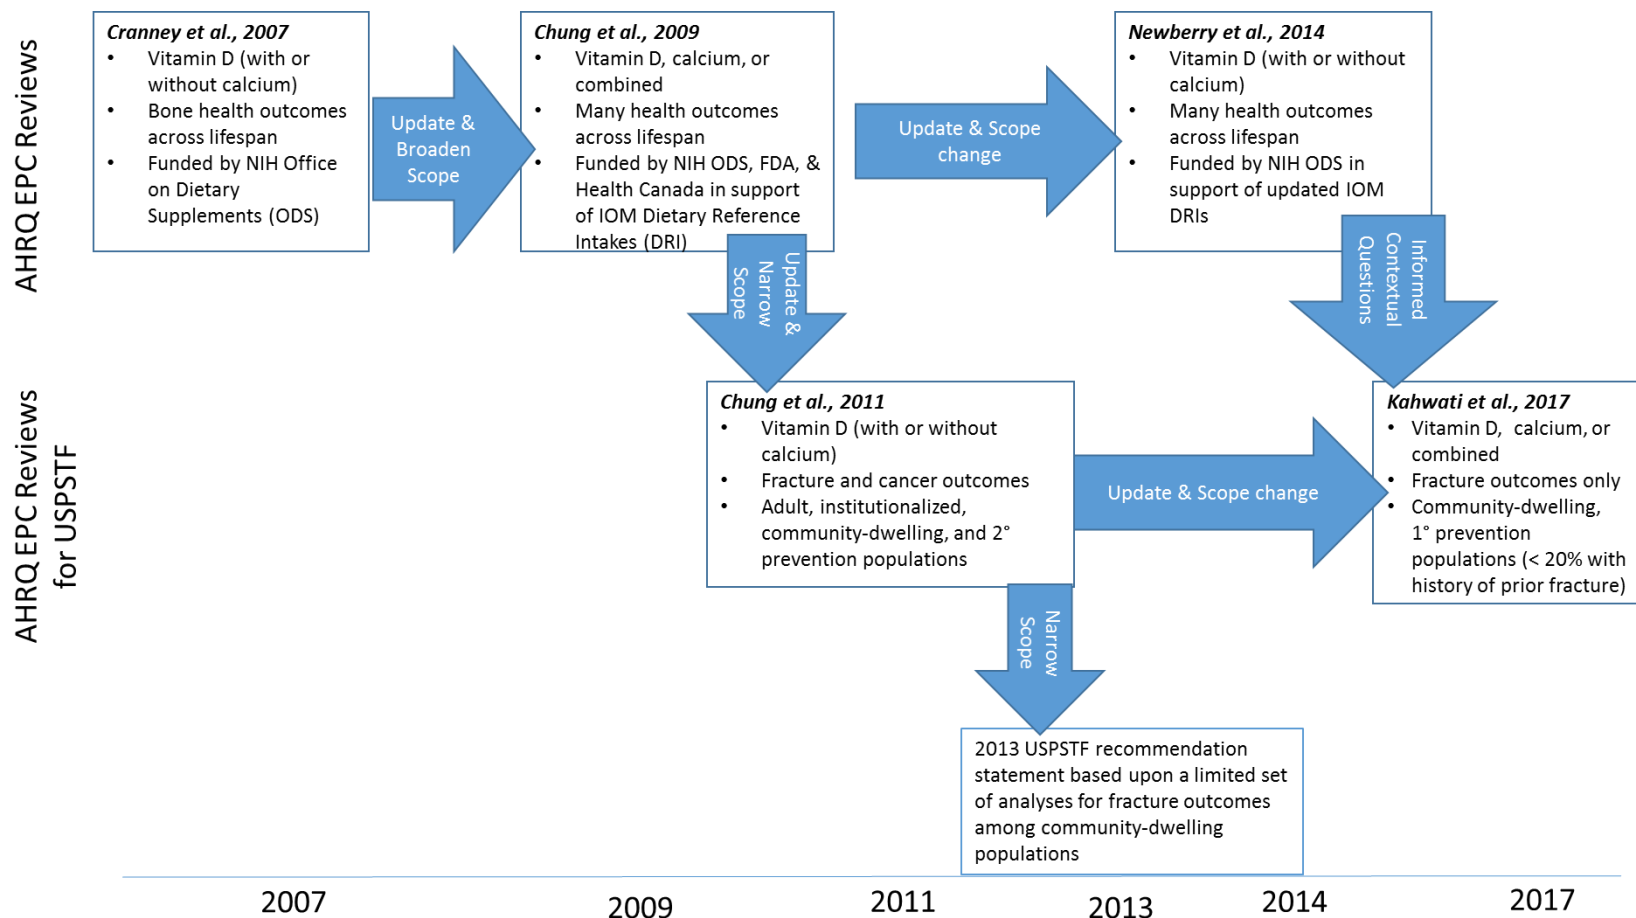 AHRQ EPC Reviews
Cranney et al., 2007
• Vitamin D (with or
without calcium)
• Bone health outcomes
across lifespan
• Funded by NIH Office
on Dietary
Supplements (ODS)
Update &
Broaden
Scope
Chung et al., 2009
• Vitamin D, calcium, or
combined
• Many health outcomes
across lifespan
• Funded by NIH ODS, FDA, &
Health Canada in support
of IOM Dietary Reference
Intakes (DRI)
Update & Scope
change
Newberry et al., 2014
• Vitamin D (with or without
calcium)
• Many health outcomes
across lifespan
• Funded by NIH ODS in
support of updated IOM
DRIs
Update &
Narrow
Scope
Informed
Contextual
Questions
AHRQ EPC Reviews
for USPSTF
Chung et al., 2011
• Vitamin D (with or without
calcium)
• Fracture and cancer outcomes
• Adult, institutionalized,
community-dwelling, and 2°
prevention populations
Update & Scope change
Kahwati et al., 2017
• Vitamin D, calcium, or
combined
• Fracture outcomes only
• Community-dwelling,
1° prevention
populations (< 20% with
history of prior fracture)
Narrow
Scope
2013 USPSTF recommendation
statement based upon a limited set
of analyses for fracture outcomes
among community-dwelling
populations
2007
2009
2011
2013
2014
2017